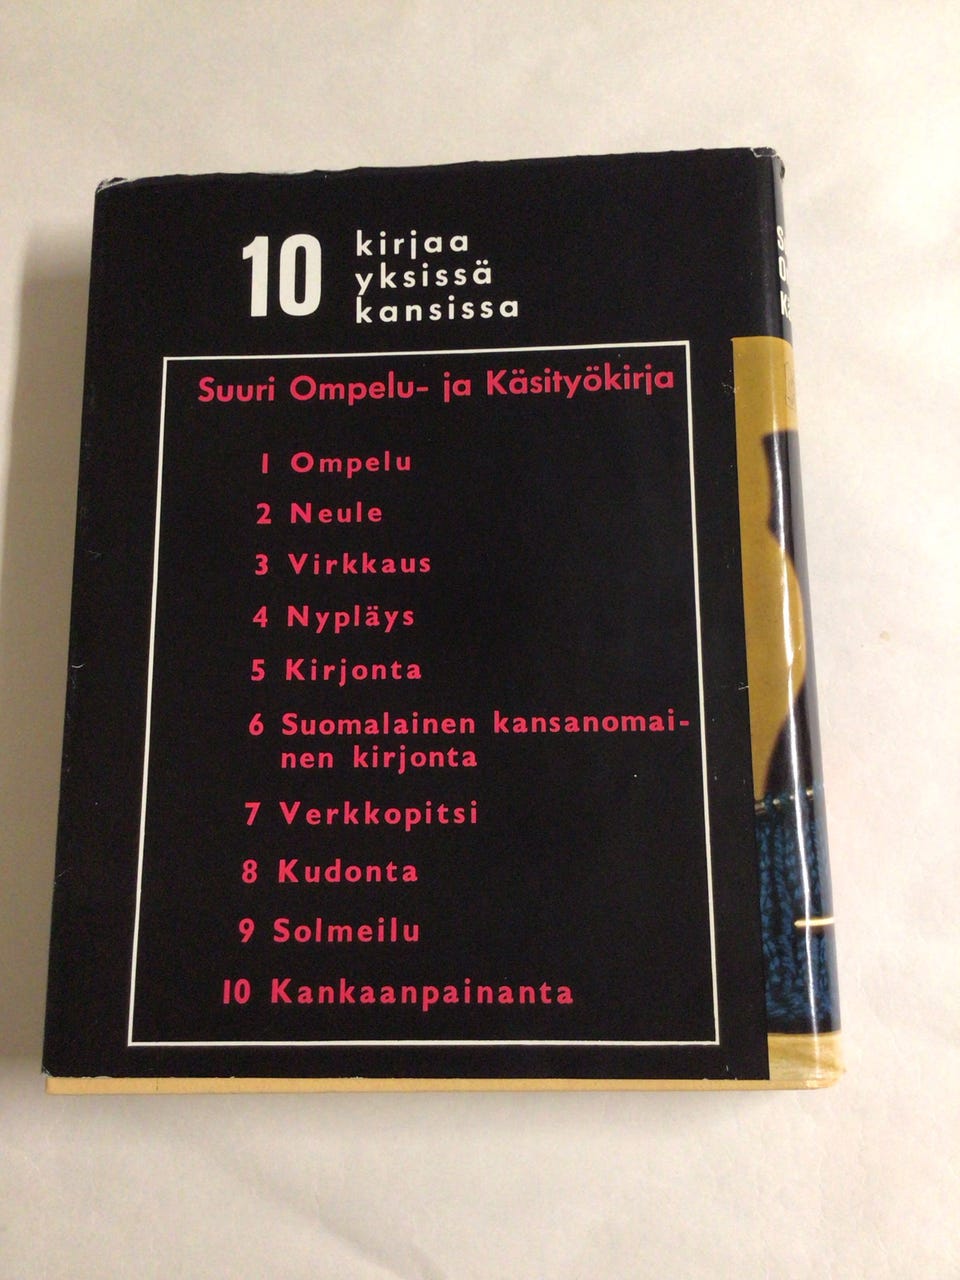 10 kirjaa
yksissä
kansissa
Suuri Ompelu- ja Käsityökirja
1 Ompelu
2 Neule
3 Virkkaus
4 Nypläys
5 Kirjonta
6 Suomalainen kansanomai-
nen kirjonta
7 Verkkopitsi
8 Kudonta
9 Solmeilu
10 Kankaanpainanta